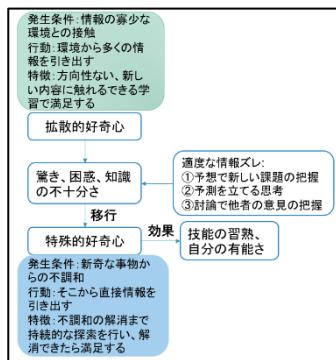 発生条件:情報の寡少な
環境との接触
行動:環境から多くの情
報を引き出す
特徴:方向性ない、新し
い内容に触れるできる学
習で満足する
拡散的好奇心
驚き、困惑、知識
の不十分さ
適度な情報ズレ:
①予想で新しい課題の把握
②予測を立てる思考
③討論で他者の意見の把握
移行
特殊的好奇心
効果
技能の習熟、
自分の有能さ
発生条件:新奇な事物か
らの不調和
行動:そこから直接情報を
引き出す
特徴:不調和の解消まで
持続的な探索を行い、解
消できたら満足する